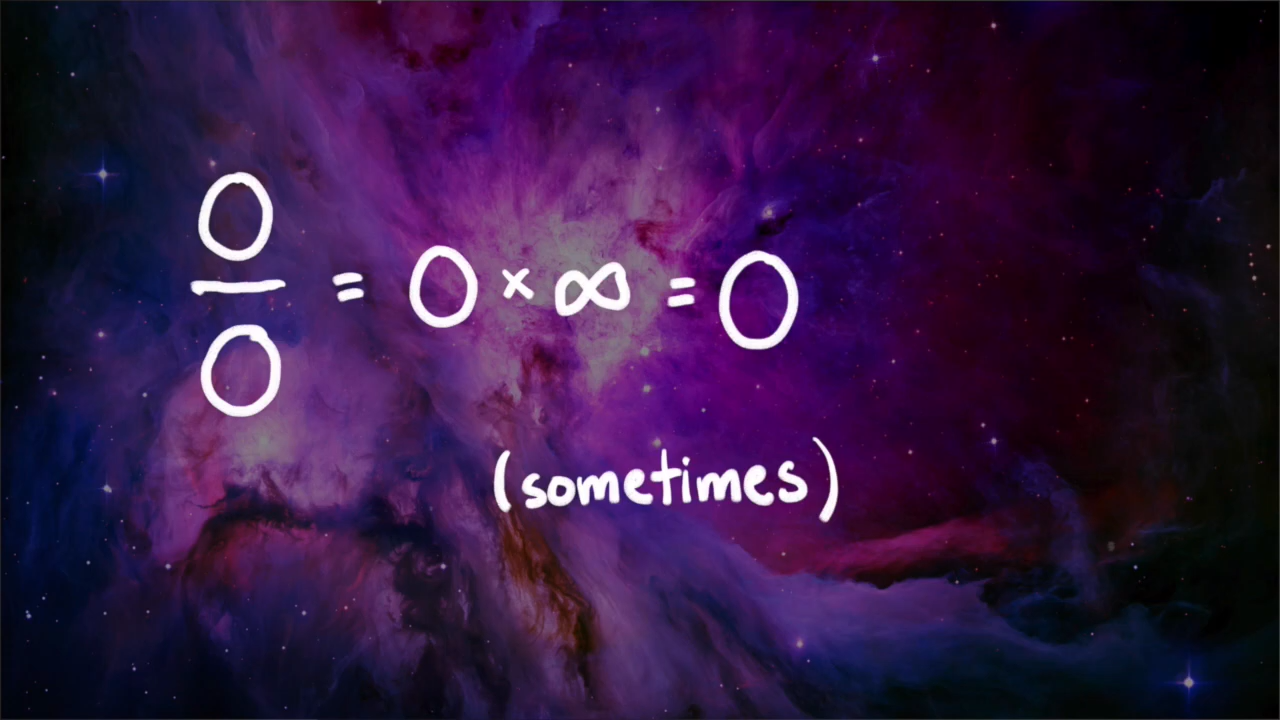 0/0 = 0 × ∞ = 0
(sometimes)